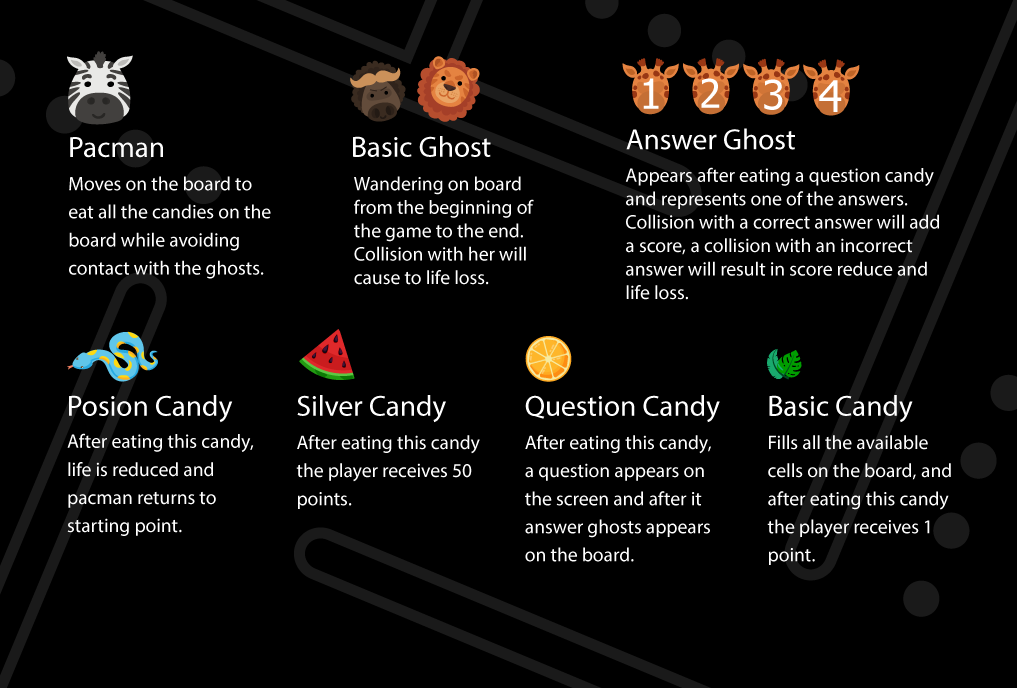 Pacman
Moves on the board to
eat all the candies on the
board while avoiding
contact with the ghosts.
Basic Ghost
Wandering on board
from the beginning of
the game to the end.
Collision with her will
cause to life loss.
1 2 3 4
Answer Ghost
Appears after eating a question candy
and represents one of the answers.
Collision with a correct answer will add
a score, a collision with an incorrect
answer will result in score reduce and
life loss.
Posion Candy
After eating this candy,
life is reduced and
pacman returns to
starting point.
Silver Candy
After eating this candy
the player receives 50
points.
Question Candy
After eating this candy,
a question appears on
the screen and after it
answer ghosts appears
on the board.
Basic Candy
Fills all the available
cells on the board, and
after eating this candy
the player receives 1
point.